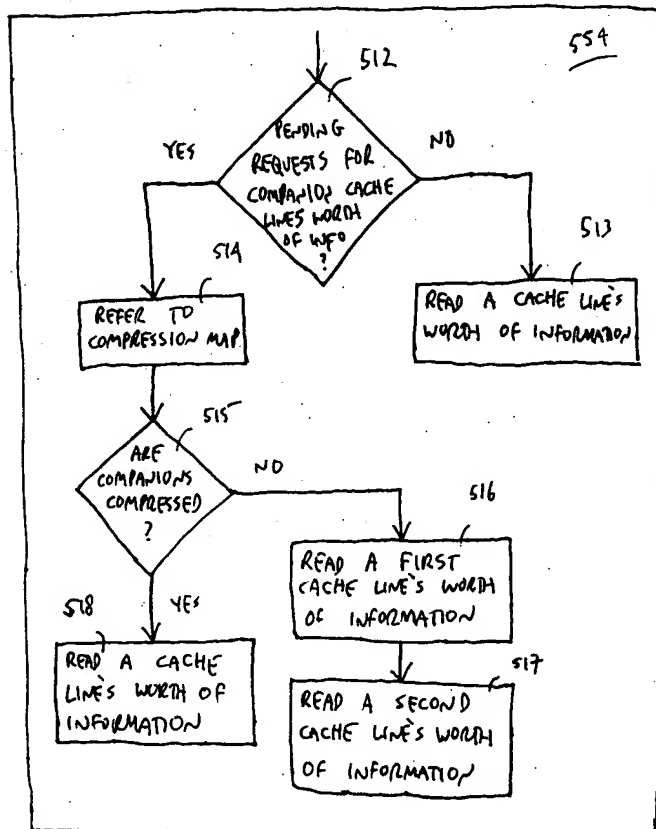 512
554
PENDING
REQUESTS FOR
COMPANION CACHE
LINES WORTH
OF INFO
?
YES
NO
514
513
REFER TO
COMPRESSION MAP
READ A CACHE LINE'S
WORTH OF INFORMATION
515
ARE
COMPANIONS
COMPRESSED
?
NO
516
READ A FIRST
CACHE LINE'S WORTH
OF INFORMATION
518
YES
READ A CACHE
LINE'S WORTH OF
INFORMATION
517
READ A SECOND
CACHE LINE'S WORTH
OF INFORMATION